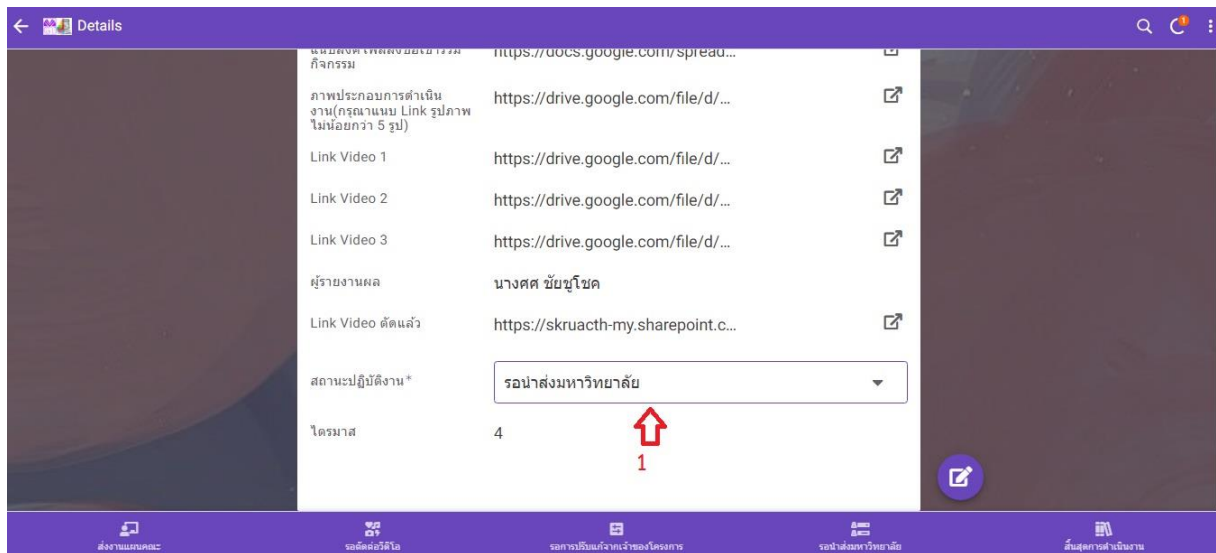 Details
กิจกรรม
https://docs.google.com/spread...
ภาพประกอบการดำเนิน
งาน(กรุณาแนบ Link รูปภาพ
ไม่น้อยกว่า 5 รูป)
https://drive.google.com/file/d/...
Link Video 1
https://drive.google.com/file/d/...
Link Video 2
https://drive.google.com/file/d/...
Link Video 3
https://drive.google.com/file/d/...
ผู้รายงานผล
นางศศ ชัยชูโชค
Link Video ตัดแล้ว
https://skruacth-my.sharepoint.c...
สถานะปฏิบัติงาน*
รอนำส่งมหาวิทยาลัย
ไตรมาส
4
1
ส่งงานแผนคณะ
รอตัดต่อวิดีโอ
รอการปรับแก้จากเจ้าของโครงการ
รอนำส่งมหาวิทยาลัย
สิ้นสุดการดำเนินงาน